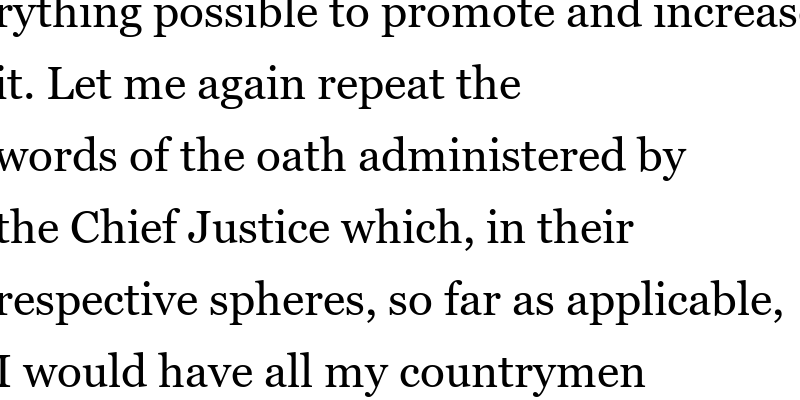 rything possible to promote and increas
it. Let me again repeat the
words of the oath administered by
the Chief Justice which, in their
respective spheres, so far as applicable,
I would have all my countrymen